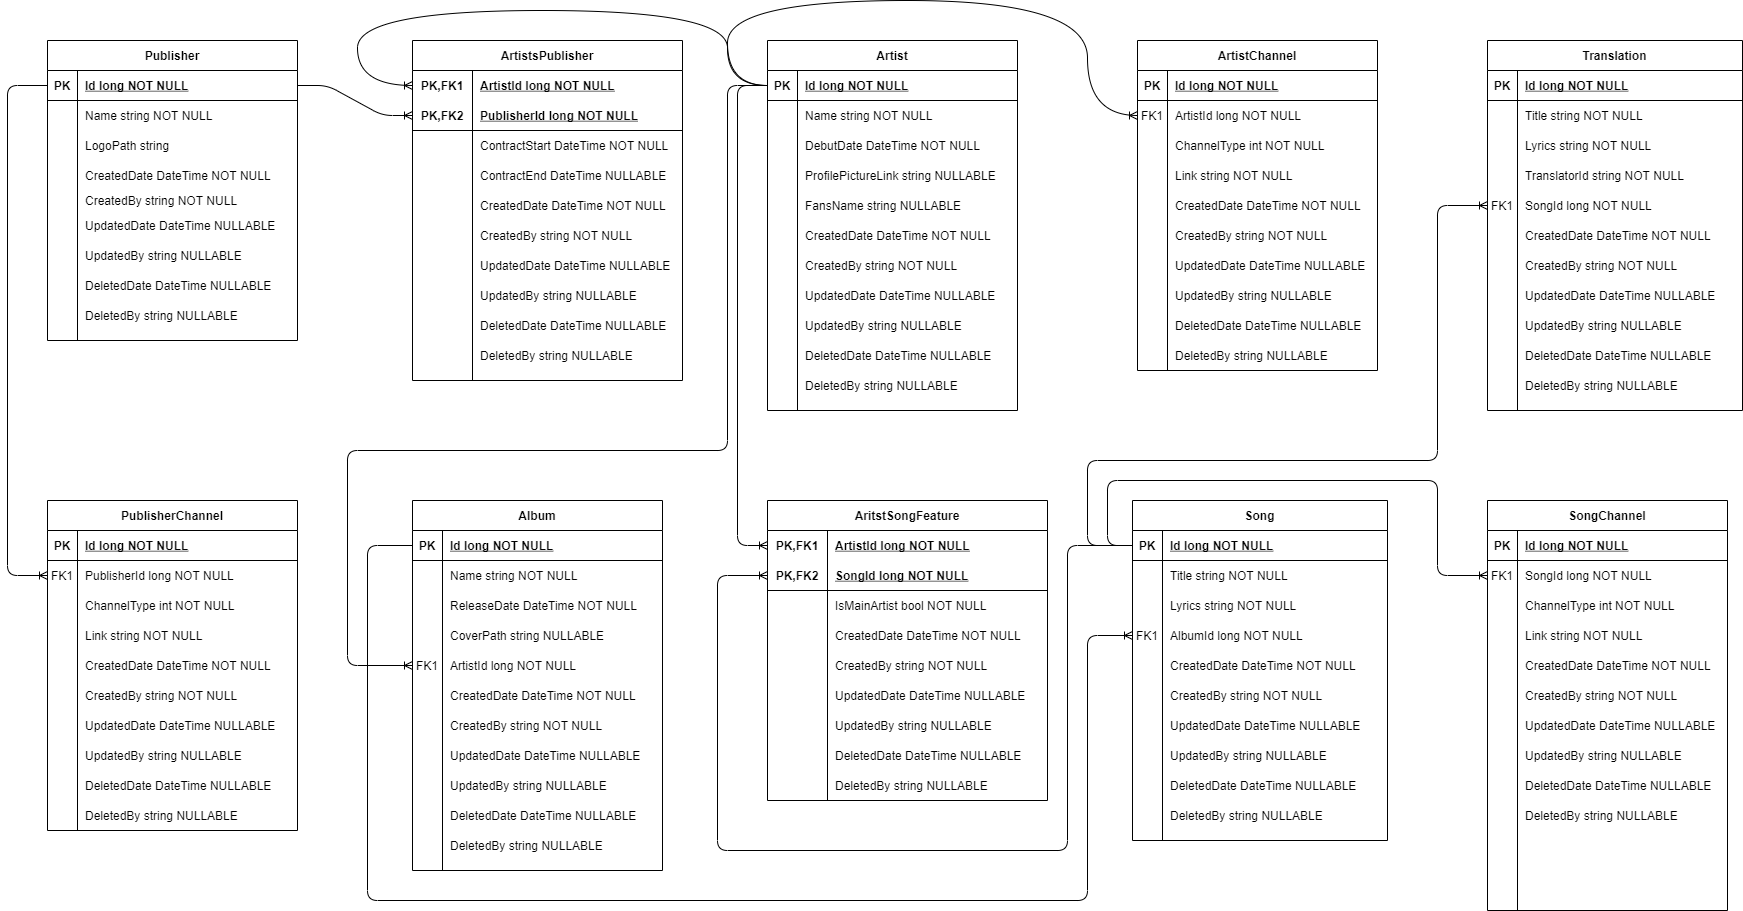 Publisher
PK Id long NOT NULL
Name string NOT NULL
LogoPath string
CreatedDate DateTime NOT NULL
CreatedBy string NOT NULL
UpdatedDate DateTime NULLABLE
UpdatedBy string NULLABLE
DeletedDate DateTime NULLABLE
DeletedBy string NULLABLE
ArtistsPublisher
PK,FK1 ArtistId long NOT NULL
PK,FK2 PublisherId long NOT NULL
ContractStart DateTime NOT NULL
ContractEnd DateTime NULLABLE
CreatedDate DateTime NOT NULL
CreatedBy string NOT NULL
UpdatedDate DateTime NULLABLE
UpdatedBy string NULLABLE
DeletedDate DateTime NULLABLE
DeletedBy string NULLABLE
Artist
PK Id long NOT NULL
Name string NOT NULL
DebutDate DateTime NOT NULL
ProfilePictureLink string NULLABLE
FansName string NULLABLE
CreatedDate DateTime NOT NULL
CreatedBy string NOT NULL
UpdatedDate DateTime NULLABLE
UpdatedBy string NULLABLE
DeletedDate DateTime NULLABLE
DeletedBy string NULLABLE
ArtistChannel
PK Id long NOT NULL
FK1 ArtistId long NOT NULL
ChannelType int NOT NULL
Link string NOT NULL
CreatedDate DateTime NOT NULL
CreatedBy string NOT NULL
UpdatedDate DateTime NULLABLE
UpdatedBy string NULLABLE
DeletedDate DateTime NULLABLE
DeletedBy string NULLABLE
Translation
PK Id long NOT NULL
Title string NOT NULL
Lyrics string NOT NULL
TranslatorId string NOT NULL
FK1 SongId long NOT NULL
CreatedDate DateTime NOT NULL
CreatedBy string NOT NULL
UpdatedDate DateTime NULLABLE
UpdatedBy string NULLABLE
DeletedDate DateTime NULLABLE
DeletedBy string NULLABLE
PublisherChannel
PK Id long NOT NULL
FK1 PublisherId long NOT NULL
ChannelType int NOT NULL
Link string NOT NULL
CreatedDate DateTime NOT NULL
CreatedBy string NOT NULL
UpdatedDate DateTime NULLABLE
UpdatedBy string NULLABLE
DeletedDate DateTime NULLABLE
DeletedBy string NULLABLE
Album
PK Id long NOT NULL
Name string NOT NULL
ReleaseDate DateTime NOT NULL
CoverPath string NULLABLE
FK1 ArtistId long NOT NULL
CreatedDate DateTime NOT NULL
CreatedBy string NOT NULL
UpdatedDate DateTime NULLABLE
UpdatedBy string NULLABLE
DeletedDate DateTime NULLABLE
DeletedBy string NULLABLE
AritstSongFeature
PK,FK1 ArtistId long NOT NULL
PK,FK2 SongId long NOT NULL
IsMainArtist bool NOT NULL
CreatedDate DateTime NOT NULL
CreatedBy string NOT NULL
UpdatedDate DateTime NULLABLE
UpdatedBy string NULLABLE
DeletedDate DateTime NULLABLE
DeletedBy string NULLABLE
Song
PK Id long NOT NULL
Title string NOT NULL
Lyrics string NOT NULL
FK1 AlbumId long NOT NULL
CreatedDate DateTime NOT NULL
CreatedBy string NOT NULL
UpdatedDate DateTime NULLABLE
UpdatedBy string NULLABLE
DeletedDate DateTime NULLABLE
DeletedBy string NULLABLE
SongChannel
PK Id long NOT NULL
FK1 SongId long NOT NULL
ChannelType int NOT NULL
Link string NOT NULL
CreatedDate DateTime NOT NULL
CreatedBy string NOT NULL
UpdatedDate DateTime NULLABLE
UpdatedBy string NULLABLE
DeletedDate DateTime NULLABLE
DeletedBy string NULLABLE